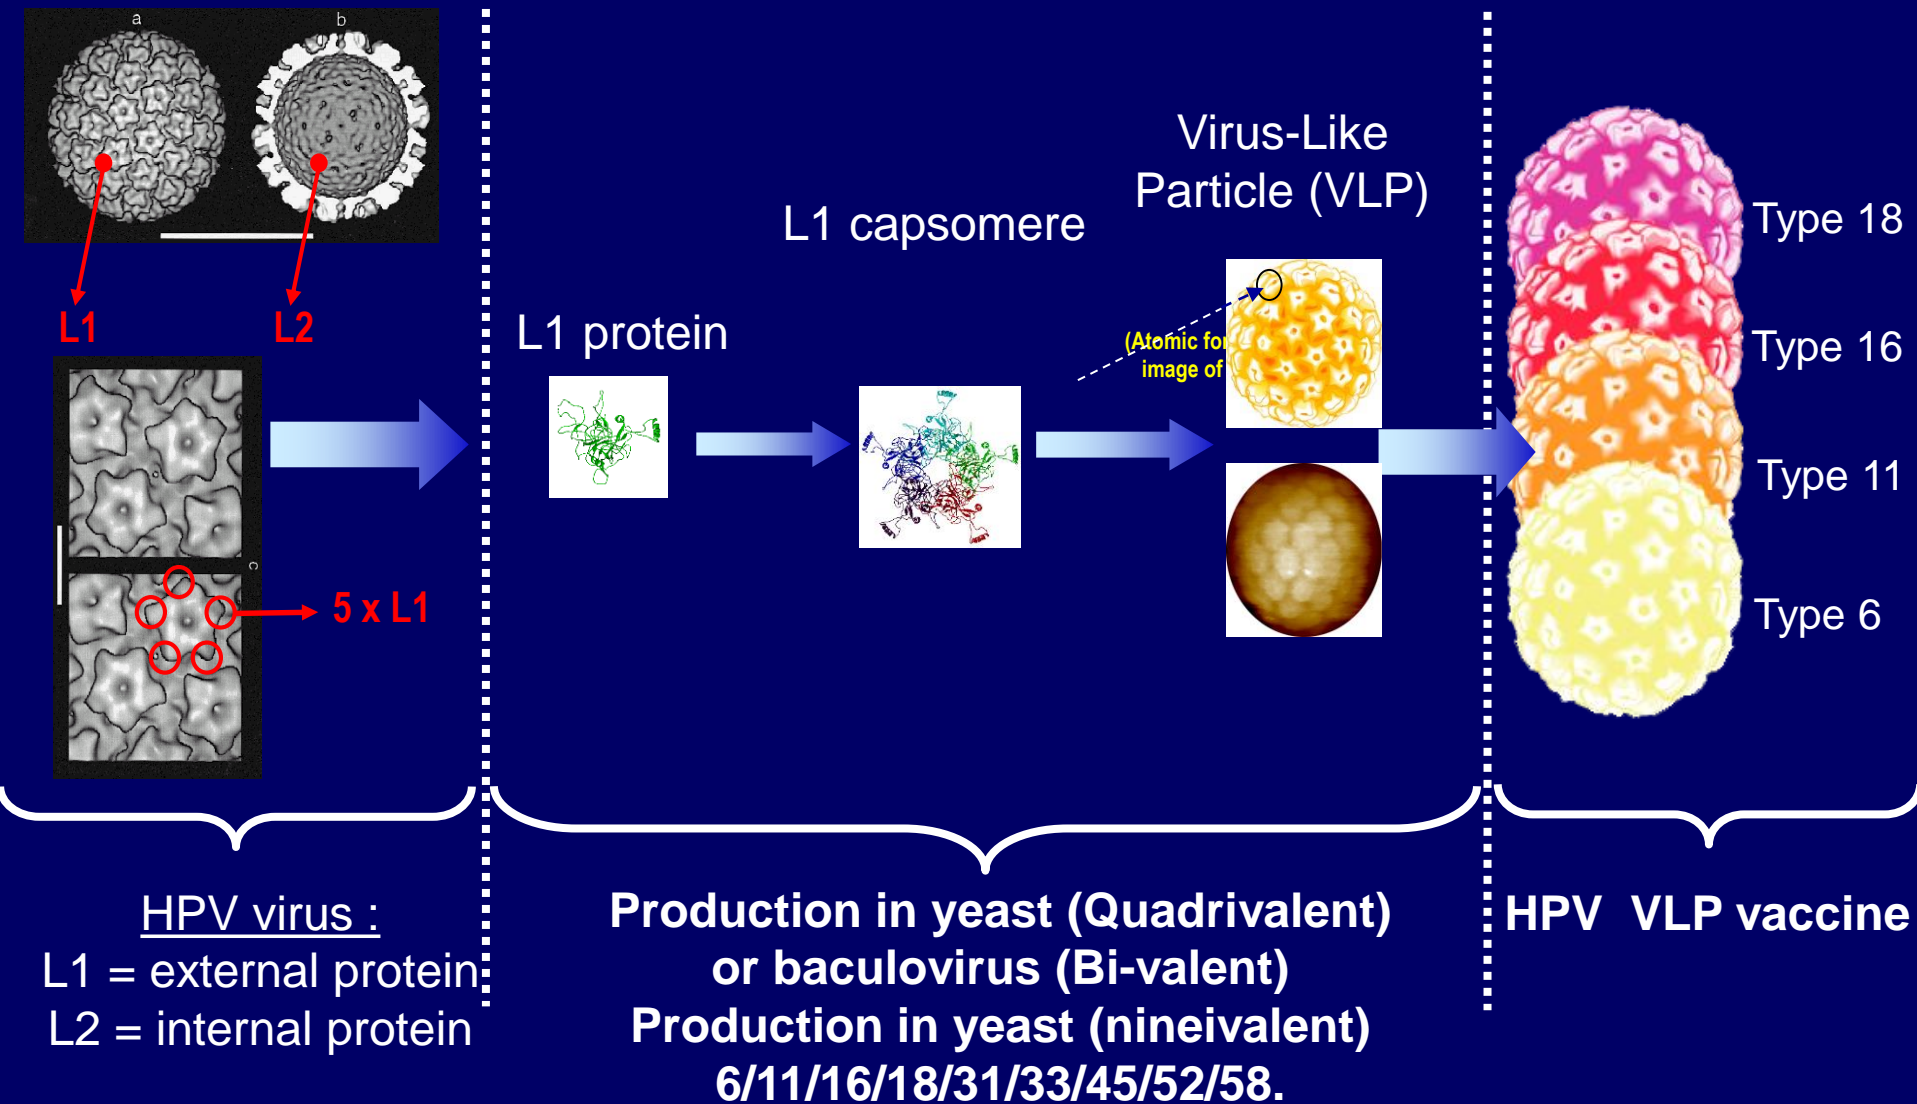 a
b
L1
L2
c
5 x L1
HPV virus :
L1 = external protein
L2 = internal protein
L1 protein
L1 capsomere
Virus-Like
Particle (VLP)
(Atomic for
image of
Production in yeast (Quadrivalent)
or baculovirus (Bi-valent)
Production in yeast (nineivalent)
6/11/16/18/31/33/45/52/58.
Type 18
Type 16
Type 11
Type 6
HPV VLP vaccine